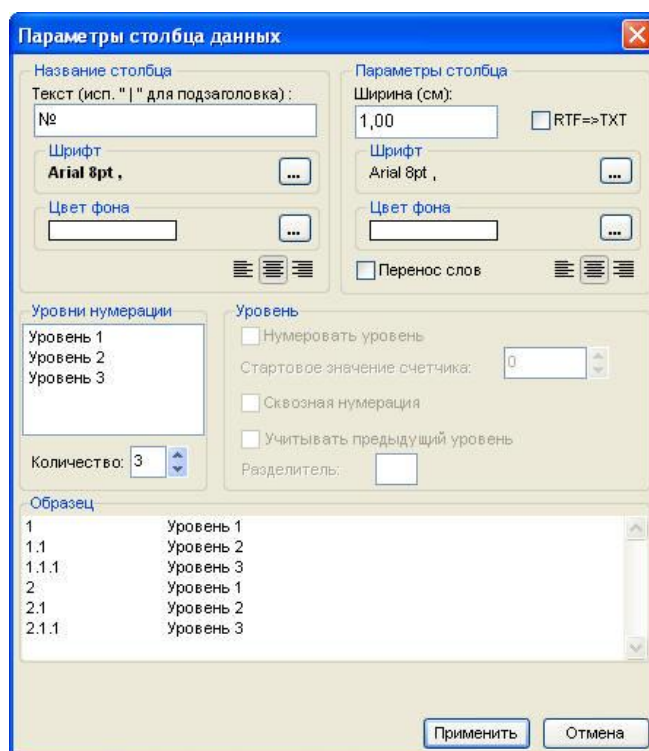 Параметры столбца данных
Название столбца
Текст (исп. "|" для подзаголовка) :
№
Шрифт
Arial 8pt ,
...
Цвет фона
...
Параметры столбца
Ширина (см):
1,00
RTF=>TXT
Шрифт
Arial 8pt ,
...
Цвет фона
...
Перенос слов
Уровни нумерации
Уровень 1
Уровень 2
Уровень 3
Количество: 3
Уровень
Нумеровать уровень
Стартовое значение счетчика: 0
Сквозная нумерация
Учитывать предыдущий уровень
Разделитель:
Образец
1 Уровень 1
1.1 Уровень 2
1.1.1 Уровень 3
2 Уровень 1
2.1 Уровень 2
2.1.1 Уровень 3
Применить
Отмена